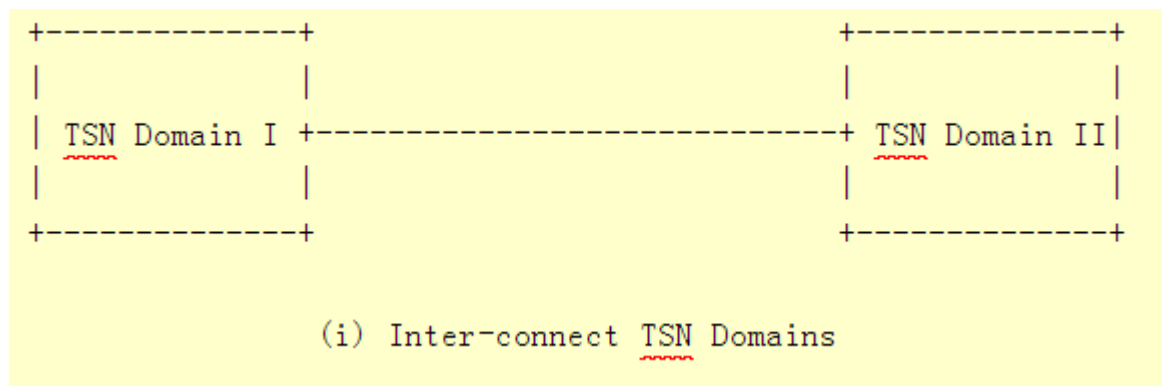 TSN Domain I TSN Domain II
(i) Inter-connect TSN Domains